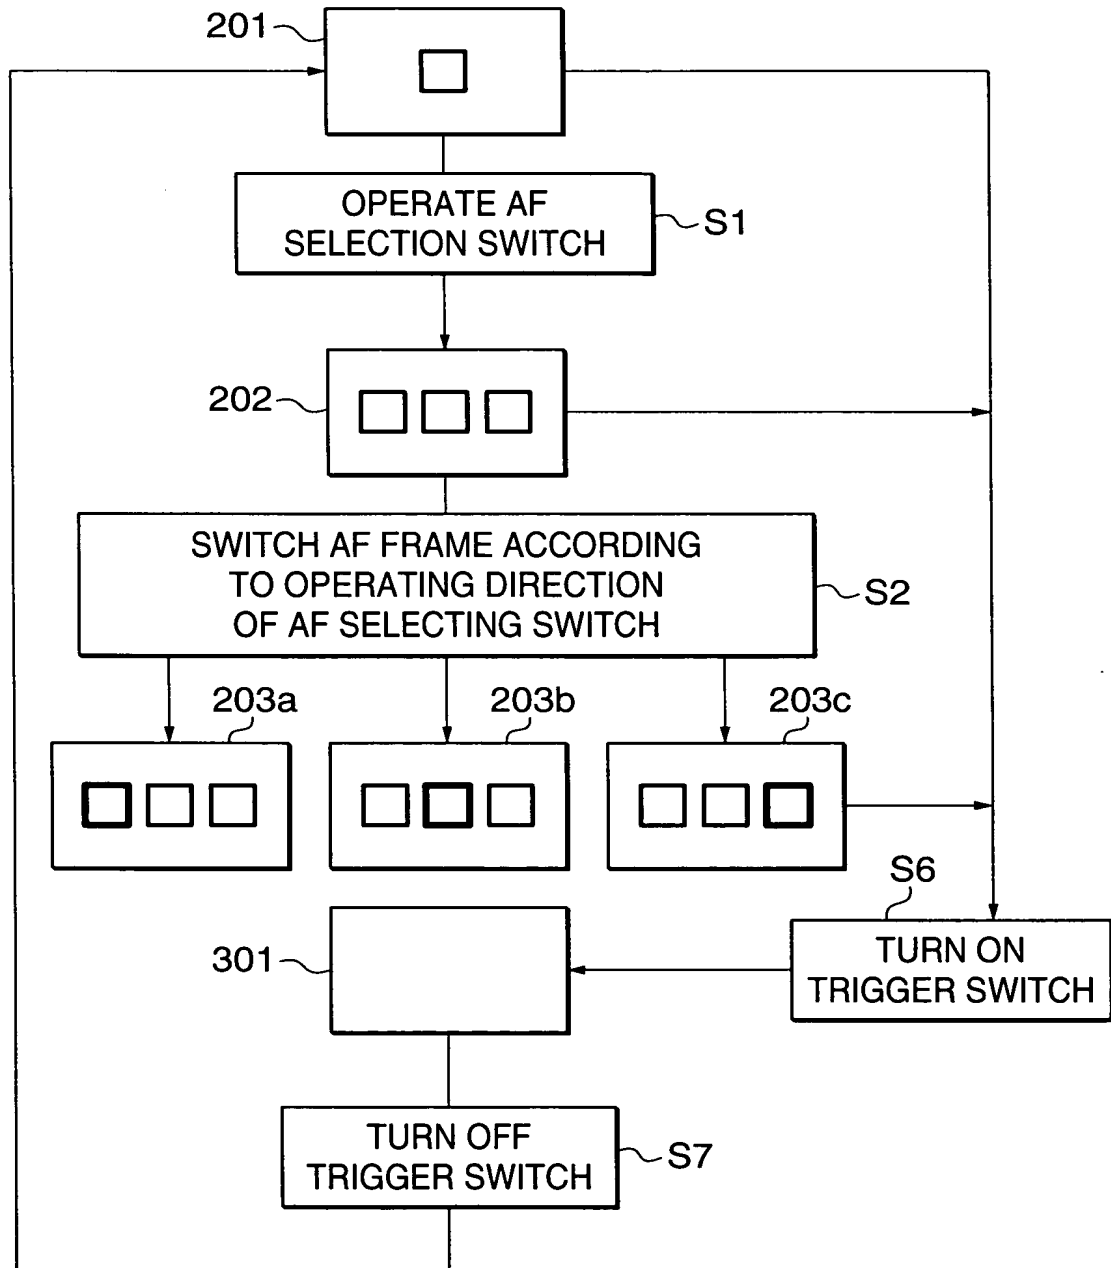 201
OPERATE AF
SELECTION SWITCH
S1
202
SWITCH AF FRAME ACCORDING
TO OPERATING DIRECTION
OF AF SELECTING SWITCH
S2
203a
203b
203c
S6
TURN ON
TRIGGER SWITCH
301
TURN OFF
TRIGGER SWITCH
S7